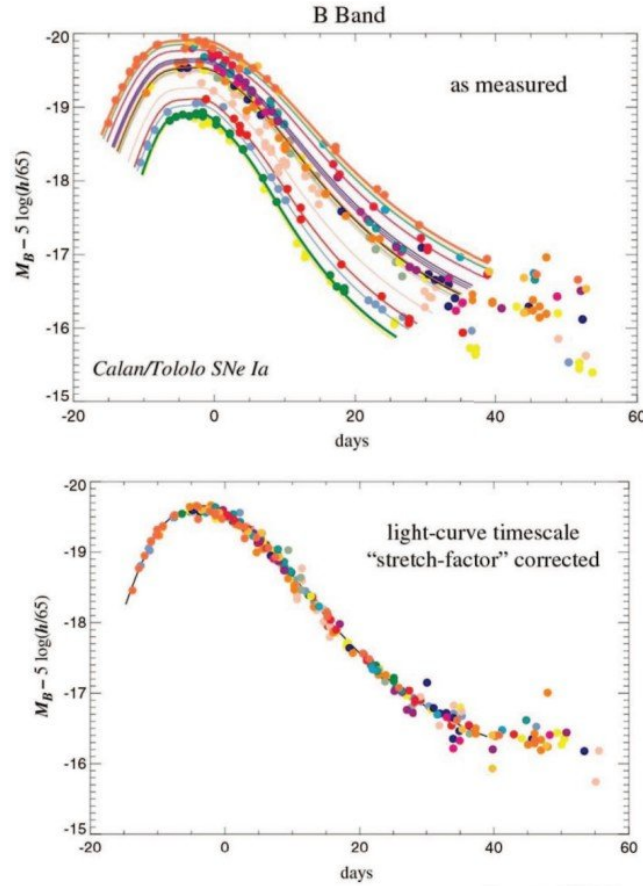 B Band
as measured
M_B – 5 log(h/65)
-20
-19
-18
-17
-16
-15
Calan/Tololo SNe Ia
-20
0
20
40
60
days
light-curve timescale
“stretch-factor” corrected
M_B – 5 log(h/65)
-20
-19
-18
-17
-16
-15
-20
0
20
40
60
days